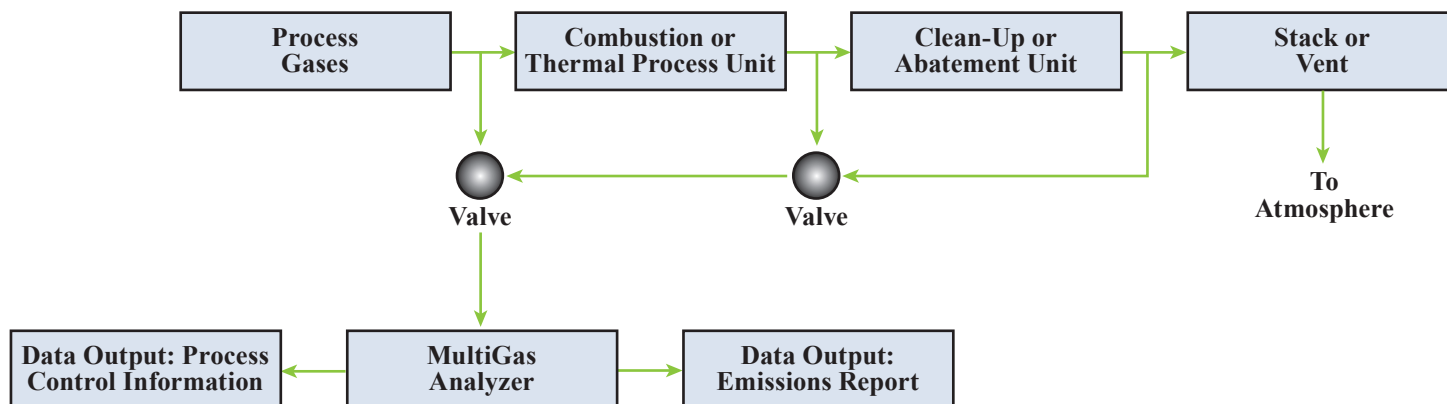 Process
Gases
Combustion or
Thermal Process Unit
Clean-Up or
Abatement Unit
Stack or
Vent
Valve
Valve
To
Atmosphere
Data Output: Process
Control Information
MultiGas
Analyzer
Data Output:
Emissions Report